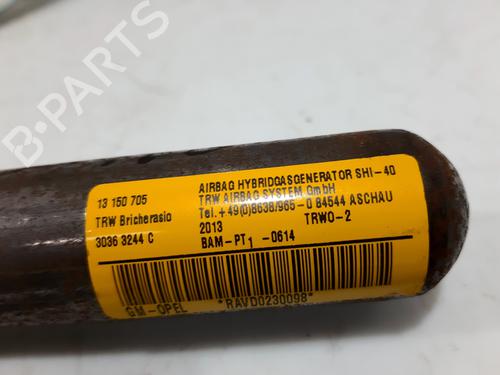 13 150 705
TRW Bricherasio
3036 3244 C
AIRBAG HYBRIDGASGENERATOR SHI-40
TRW AIRBAG SYSTEM GmbH
Tel.+49(0)8638/965-0 84544 ASCHAU
2013 TRWO-2
BAM-PT1 -0614
GM-OPEL *RAVD0230098*
B-PARTS